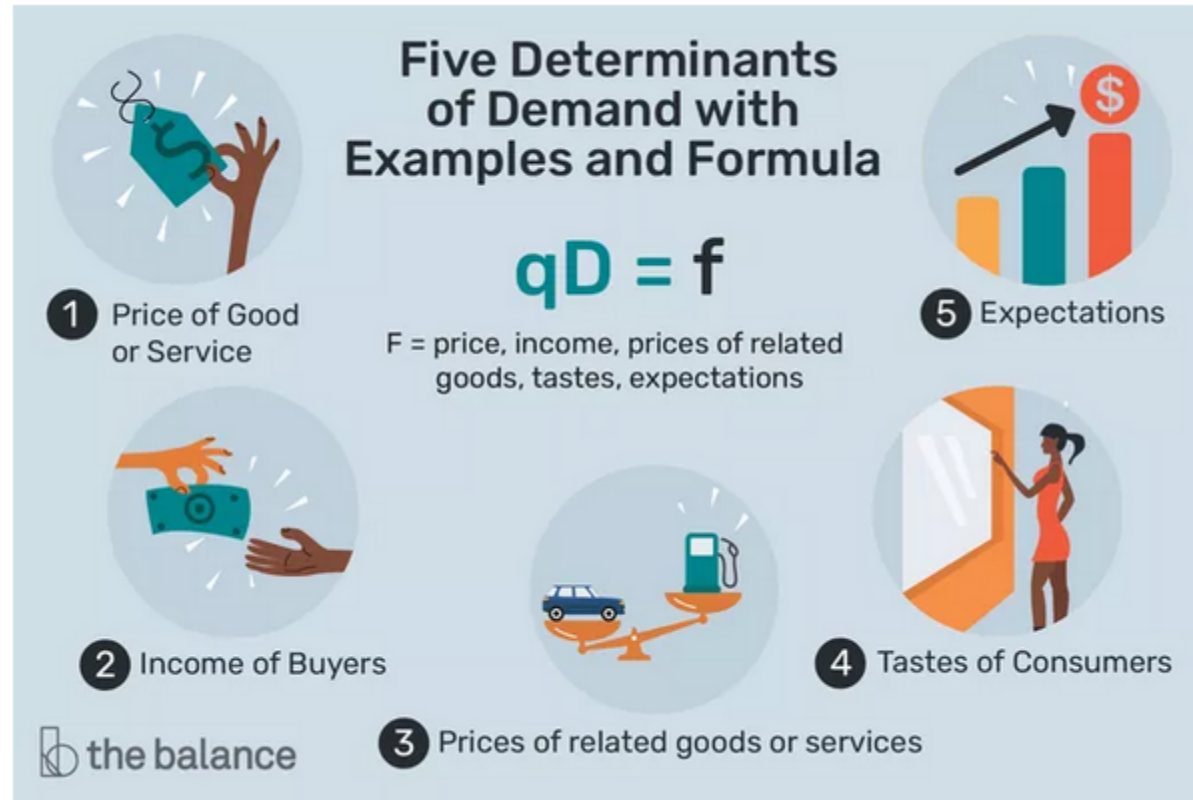 Five Determinants
of Demand with
Examples and Formula
qD = f
F = price, income, prices of related
goods, tastes, expectations
$
1 Price of Good
or Service
2 Income of Buyers
3 Prices of related goods or services
4 Tastes of Consumers
$
5 Expectations
the balance